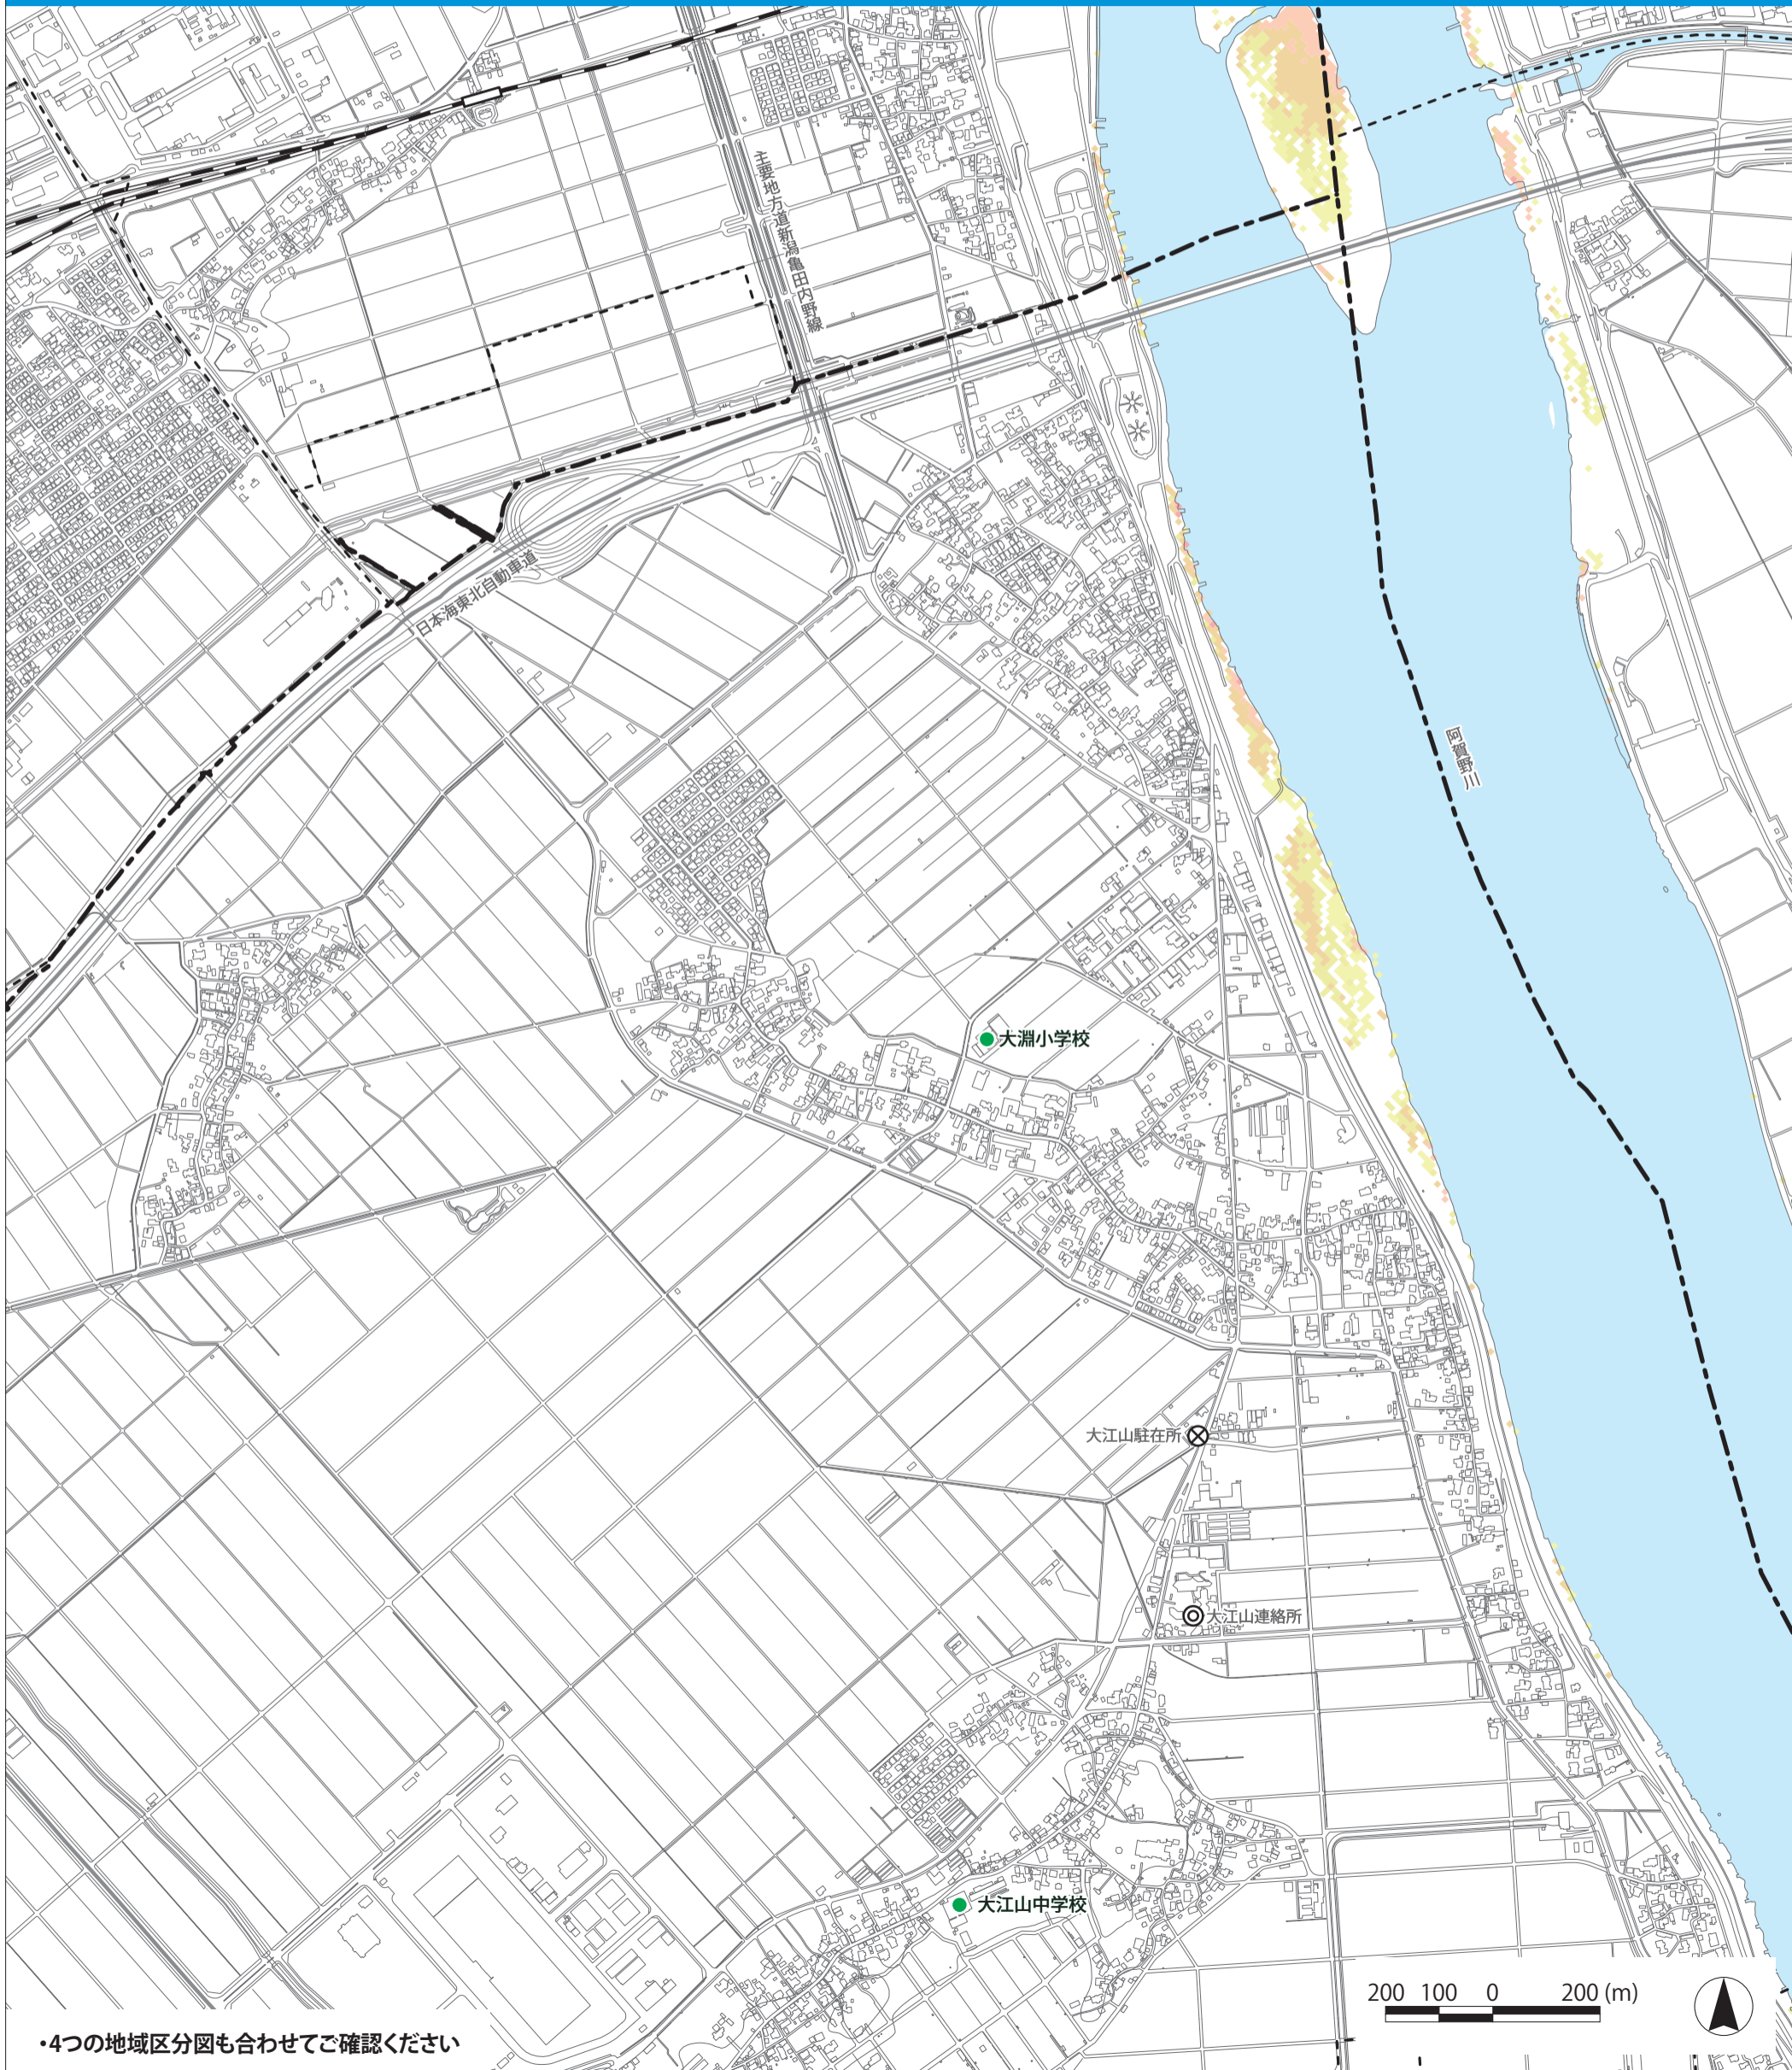 主要地方道新潟亀田内野線
日本海東北自動車道
阿賀野川
大淵小学校
大江山駐在所
大江山連絡所
大江山中学校
200 100 0 200 (m)
・4つの地域区分図も合わせてご確認ください